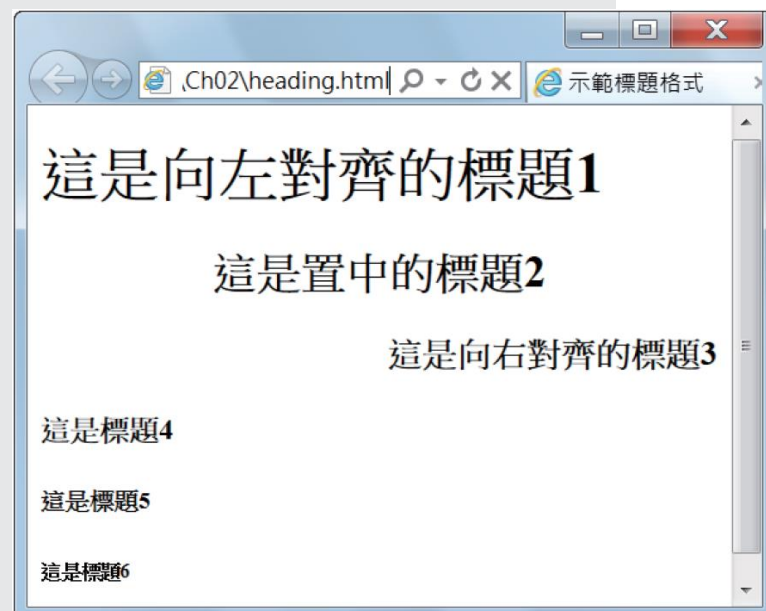 ,Ch02\heading.html
示範標題格式
這是向左對齊的標題1
這是置中的標題2
這是向右對齊的標題3
這是標題4
這是標題5
這是標題6